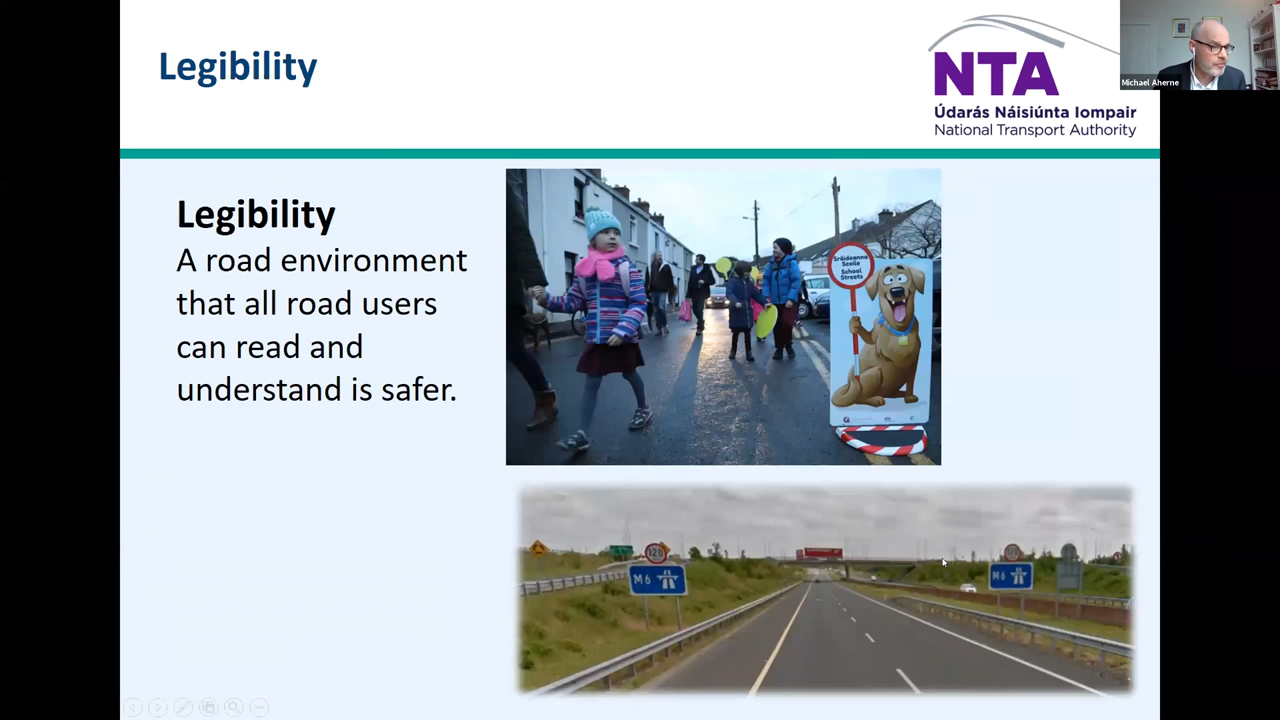 Legibility
NTA
Údarás Náisiúnta Iompair
National Transport Authority
Michael Aherne
Legibility
A road environment
that all road users
can read and
understand is safer.
Sráideanna
Scoile
School
Streets
120
M6
M6